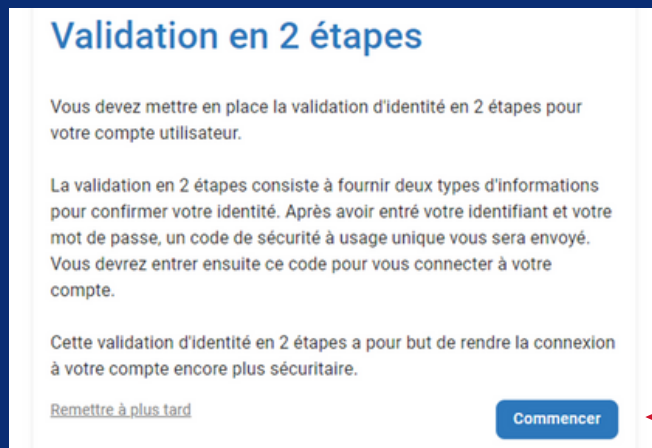 Validation en 2 étapes
Vous devez mettre en place la validation d'identité en 2 étapes pour
votre compte utilisateur.
La validation en 2 étapes consiste à fournir deux types d'informations
pour confirmer votre identité. Après avoir entré votre identifiant et votre
mot de passe, un code de sécurité à usage unique vous sera envoyé.
Vous devrez entrer ensuite ce code pour vous connecter à votre
compte.
Cette validation d'identité en 2 étapes a pour but de rendre la connexion
à votre compte encore plus sécuritaire.
Remettre à plus tard
Commencer